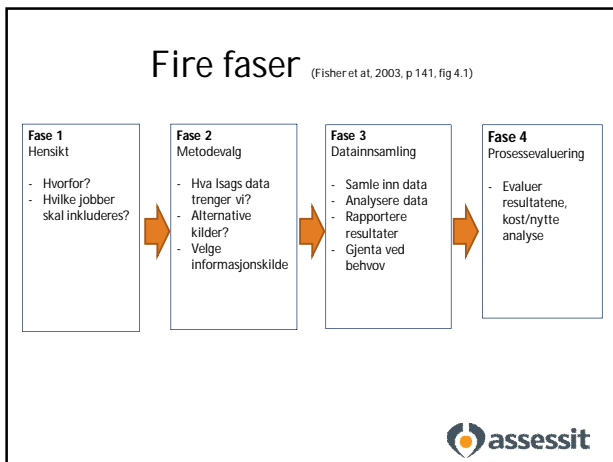 Fire faser (Fisher et at, 2003, p 141, fig 4.1)
Fase 1
Hensikt
- Hvorfor?
- Hvilke jobber
skal inkluderes?
Fase 2
Metodevalg
- Hva lsags data
trenger vi?
- Alternative
kilder?
- Velge
informasjonskilde
Fase 3
Datainnsamling
- Samle inn data
- Analysere data
- Rapportere
resultater
- Gjenta ved
behvov
Fase 4
Prosessevaluering
- Evaluer
resultatene,
kost/nytte
analyse
assessit